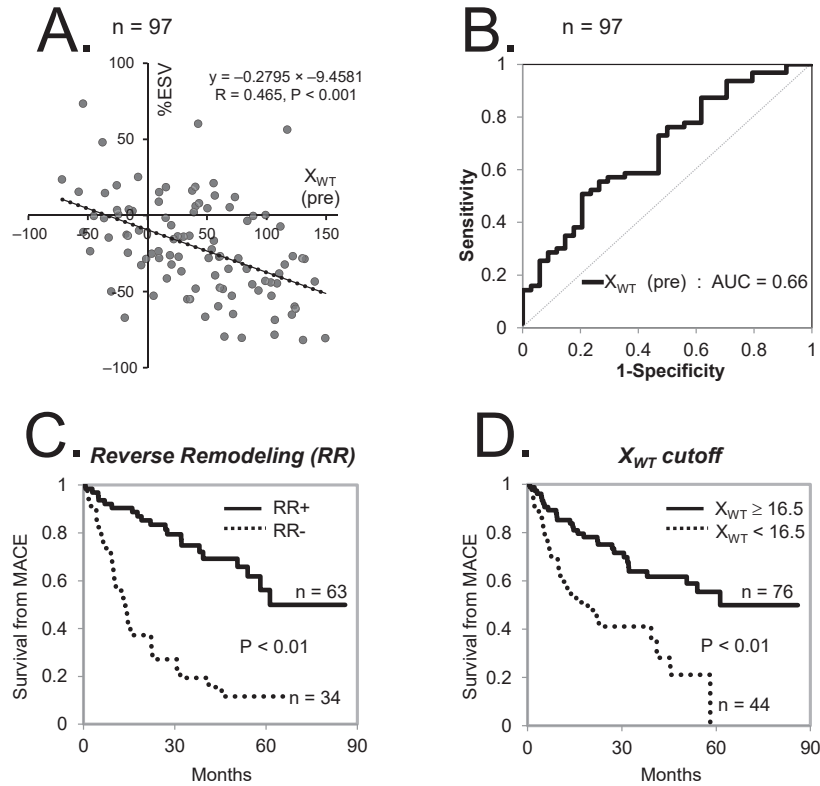 A. n = 97
100
%ESV
y = –0.2795 × –9.4581
R = 0.465, P < 0.001
50
X_WT
(pre)
0
–100 –50 0 50 100 150
–50
–100
B. n = 97
1
0.8
0.6
0.4
0.2
0
Sensitivity
X_WT (pre) : AUC = 0.66
0 0.2 0.4 0.6 0.8 1
1-Specificity
C. Reverse Remodeling (RR)
1
0.8
0.6
0.4
0.2
0
Survival from MACE
RR+
RR-
n = 63
P < 0.01
n = 34
0 30 60 90
Months
D. X_WT cutoff
1
0.8
0.6
0.4
0.2
0
Survival from MACE
X_WT ≥ 16.5
X_WT < 16.5
n = 76
P < 0.01
n = 44
0 30 60 90
Months